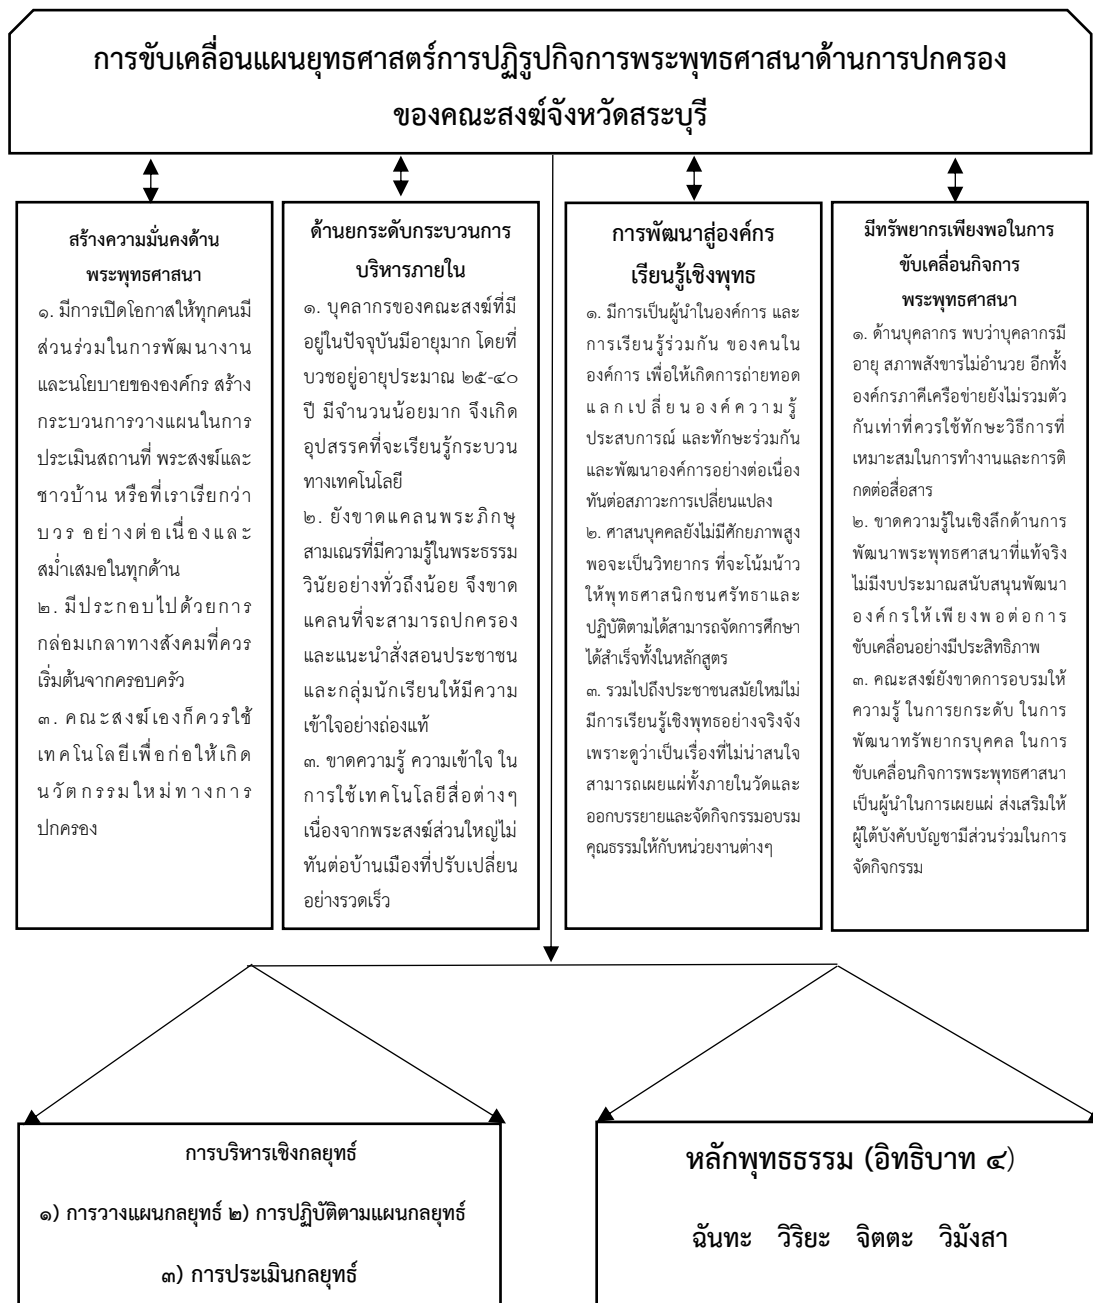 การขับเคลื่อนแผนยุทธศาสตร์การปฏิรูปกิจการพระพุทธศาสนาด้านการปกครอง
ของคณะสงฆ์จังหวัดสระบุรี
สร้างความมั่นคงด้าน
พระพุทธศาสนา
๑. มีการเปิดโอกาสให้ทุกคนมี
ส่วนร่วมในการพัฒนางาน
และนโยบายขององค์กร สร้าง
กระบวนการวางแผนในการ
ประเมินสถานที่ พระสงฆ์และ
ชาวบ้าน หรือที่เราเรียกว่า
บวร อย่างต่อเนื่องและ
สม่ำเสมอในทุกด้าน
๒. มีประกอบไปด้วยการ
กล่อมเกลาทางสังคมที่ควร
เริ่มต้นจากครอบครัว
๓. คณะสงฆ์เองก็ควรใช้
เทคโนโลยีเพื่อก่อให้เกิด
นวัตกรรมใหม่ทางการ
ปกครอง
ด้านยกระดับกระบวนการ
บริหารภายใน
๑. บุคลากรของคณะสงฆ์ที่มี
อยู่ในปัจจุบันมีอายุมาก โดยที่
บวชอยู่อายุประมาณ ๒๕-๔๐
ปี มีจำนวนน้อยมาก จึงเกิด
อุปสรรคที่จะเรียนรู้กระบวน
ทางเทคโนโลยี
๒. ยังขาดแคลนพระภิกษุ
สามเณรที่มีความรู้ในพระธรรม
วินัยอย่างทั่วถึงน้อย จึงขาด
แคลนที่จะสามารถปกครอง
และแนะนำสั่งสอนประชาชน
และกลุ่มนักเรียนให้มีความ
เข้าใจอย่างถ่องแท้
๓. ขาดความรู้ ความเข้าใจ ใน
การใช้เทคโนโลยีสื่อต่างๆ
เนื่องจากพระสงฆ์ส่วนใหญ่ไม่
ทันต่อบ้านเมืองที่ปรับเปลี่ยน
อย่างรวดเร็ว
การพัฒนาสู่องค์กร
เรียนรู้เชิงพุทธ
๑. มีการเป็นผู้นำในองค์การ และ
การเรียนรู้ร่วมกัน ของคนใน
องค์การ เพื่อให้เกิดการถ่ายทอด
แลกเปลี่ยนองค์ความรู้
ประสบการณ์ และทักษะร่วมกัน
และพัฒนาองค์การอย่างต่อเนื่อง
ทันต่อสภาวะการเปลี่ยนแปลง
๒. ศาสนบุคคลยังไม่มีศักยภาพสูง
พอจะเป็นวิทยากร ที่จะโน้มน้าว
ให้พุทธศาสนิกชนศรัทธาและ
ปฏิบัติตามได้สามารถจัดการศึกษา
ได้สำเร็จทั้งในหลักสูตร
๓. รวมไปถึงประชาชนสมัยใหม่ไม่
มีการเรียนรู้เชิงพุทธอย่างจริงจัง
เพราะดูว่าเป็นเรื่องที่ไม่น่าสนใจ
สามารถเผยแผ่ทั้งภายในวัดและ
ออกบรรยายและจัดกิจกรรมอบรม
คุณธรรมให้กับหน่วยงานต่างๆ
มีทรัพยากรเพียงพอในการ
ขับเคลื่อนกิจการ
พระพุทธศาสนา
๑. ด้านบุคลากร พบว่าบุคลากรมี
อายุ สภาพสังขารไม่อำนวย อีกทั้ง
องค์กรภาคีเครือข่ายยังไม่รวมตัว
กันเท่าที่ควรใช้ทักษะวิธีการที่
เหมาะสมในการทำงานและการติ
กดต่อสื่อสาร
๒. ขาดความรู้ในเชิงลึกด้านการ
พัฒนาพระพุทธศาสนาที่แท้จริง
ไม่มีงบประมาณสนับสนุนพัฒนา
องค์กรให้เพียงพอต่อการ
ขับเคลื่อนอย่างมีประสิทธิภาพ
๓. คณะสงฆ์ยังขาดการอบรมให้
ความรู้ ในการยกระดับ ในการ
พัฒนาทรัพยากรบุคคล ในการ
ขับเคลื่อนกิจการพระพุทธศาสนา
เป็นผู้นำในการเผยแผ่ ส่งเสริมให้
ผู้ใต้บังคับบัญชามีส่วนร่วมในการ
จัดกิจกรรม
การบริหารเชิงกลยุทธ์
๑) การวางแผนกลยุทธ์ ๒) การปฏิบัติตามแผนกลยุทธ์
๓) การประเมินกลยุทธ์
หลักพุทธธรรม (อิทธิบาท ๔)
ฉันทะ วิริยะ จิตตะ วิมังสา